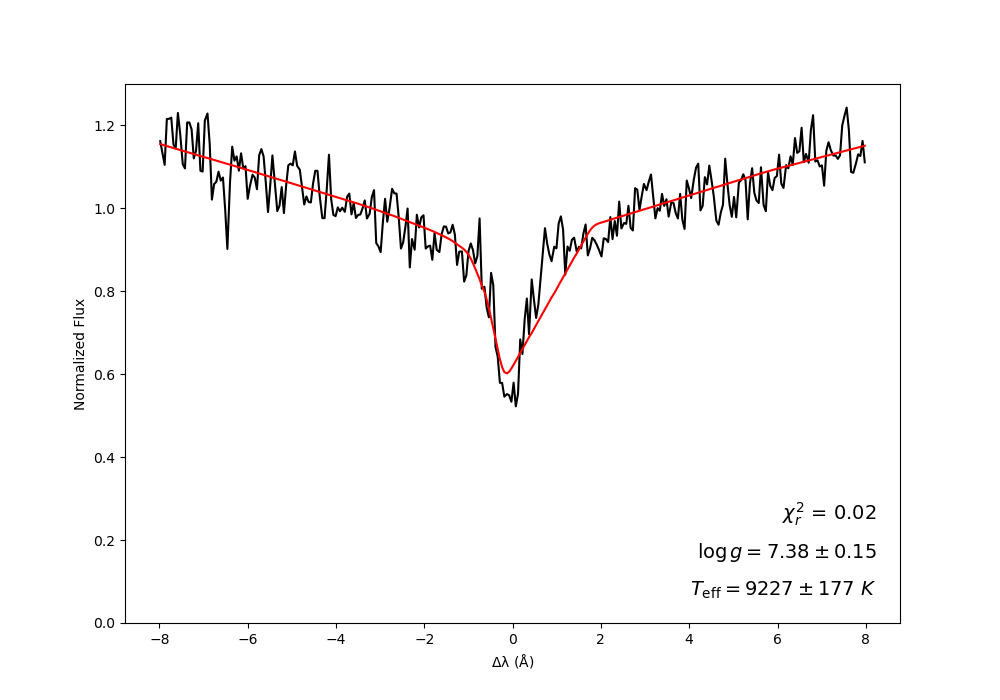 1.2
1.0
0.8
0.6
0.4
0.2
0.0
Normalized Flux
χ²ᵣ = 0.02
log g = 7.38 ± 0.15
T_eff = 9227 ± 177 K
−8 −6 −4 −2 0 2 4 6 8
Δλ (Å)